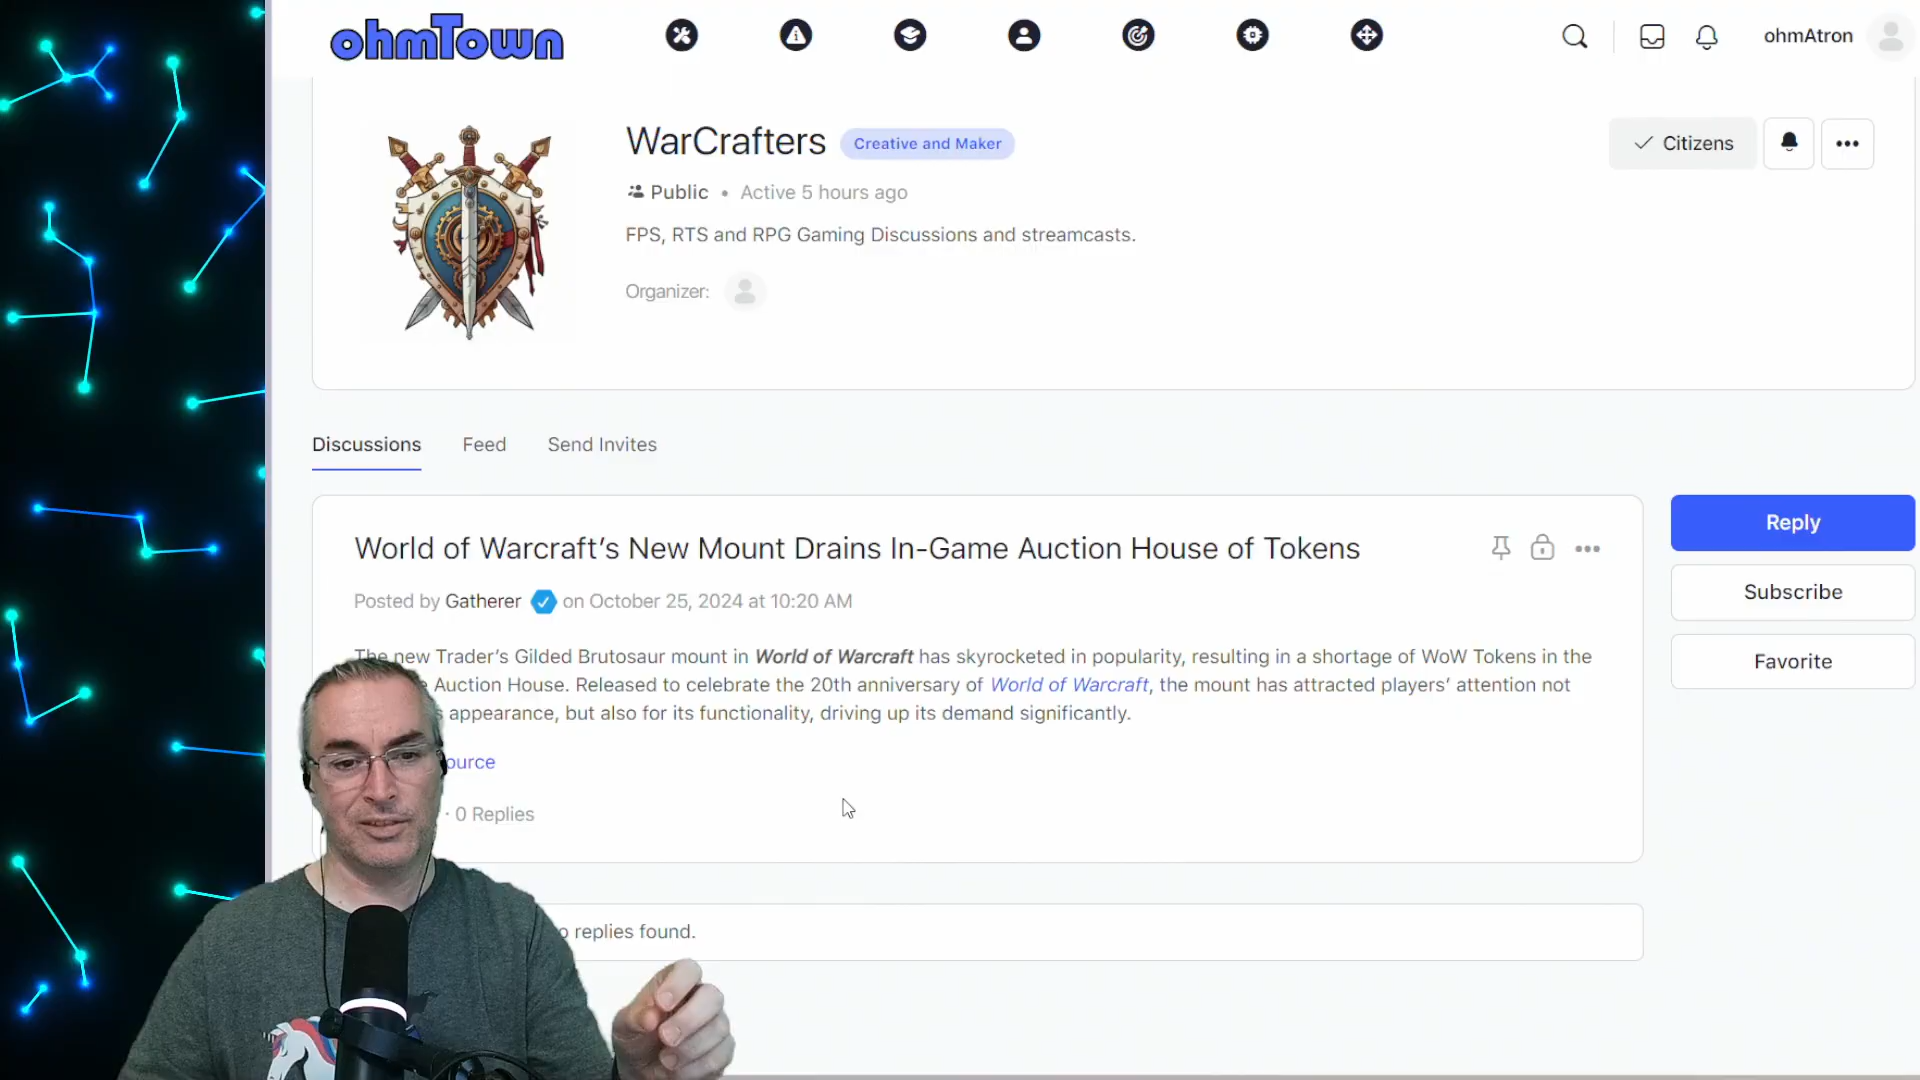 ohmTown
ohmAtron
WarCrafters Creative and Maker
Citizens
Public • Active 5 hours ago
FPS, RTS and RPG Gaming Discussions and streamcasts.
Organizer:
Discussions Feed Send Invites
World of Warcraft’s New Mount Drains In-Game Auction House of Tokens
Reply
Posted by Gatherer on October 25, 2024 at 10:20 AM
Subscribe
The new Trader’s Gilded Brutosaur mount in World of Warcraft has skyrocketed in popularity, resulting in a shortage of WoW Tokens in the
Favorite
Auction House. Released to celebrate the 20th anniversary of World of Warcraft, the mount has attracted players’ attention not
appearance, but also for its functionality, driving up its demand significantly.
· 0 Replies
replies found.